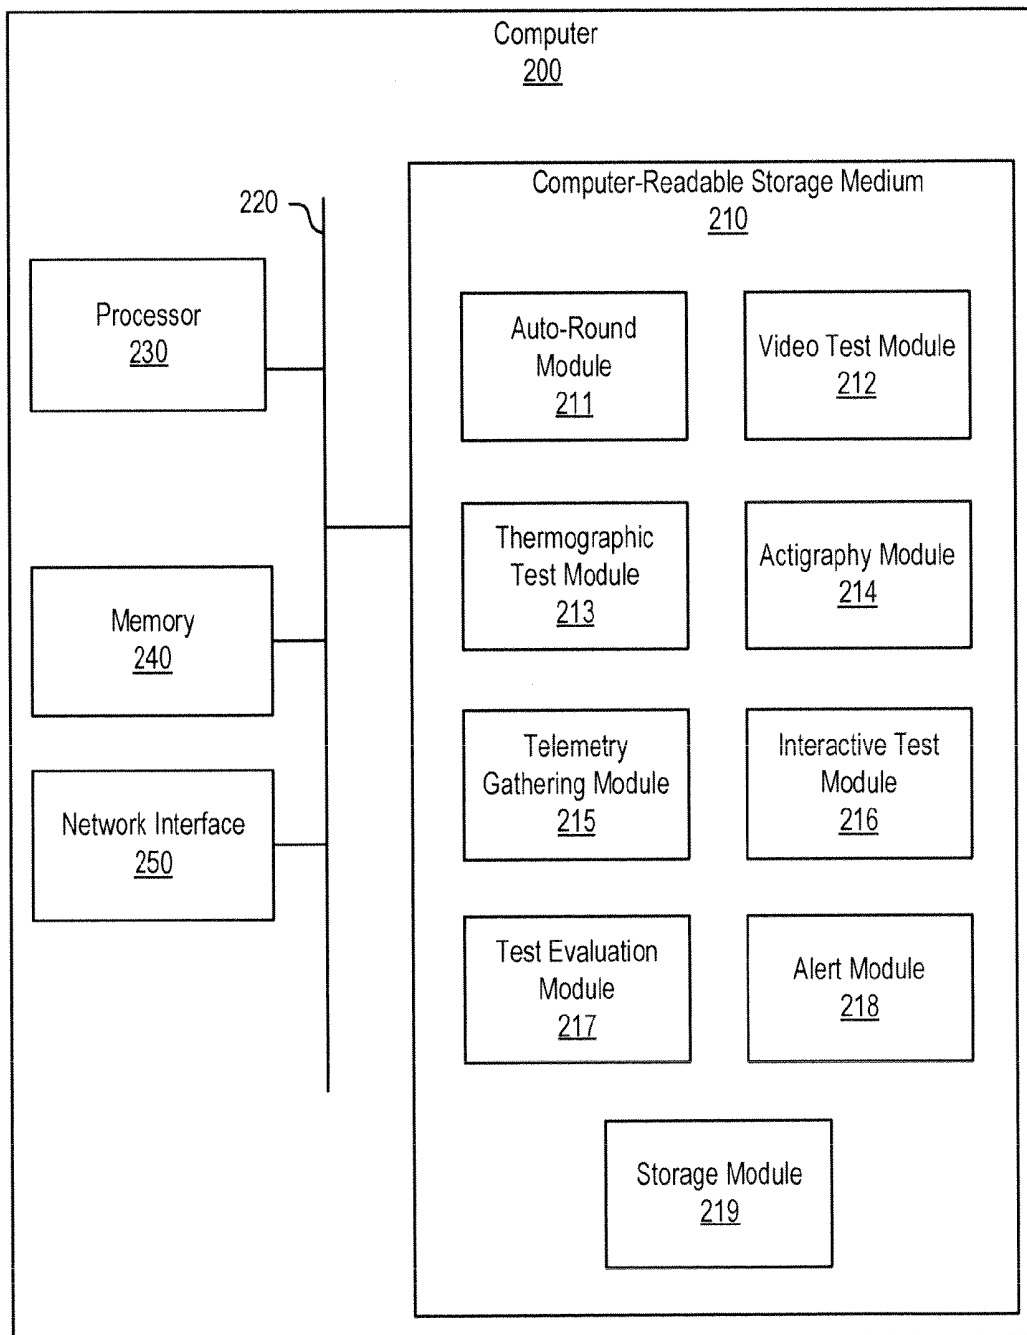 Computer
200
220
Processor
230
Memory
240
Network Interface
250
Computer-Readable Storage Medium
210
Auto-Round
Module
211
Video Test Module
212
Thermographic
Test Module
213
Actigraphy Module
214
Telemetry
Gathering Module
215
Interactive Test
Module
216
Test Evaluation
Module
217
Alert Module
218
Storage Module
219